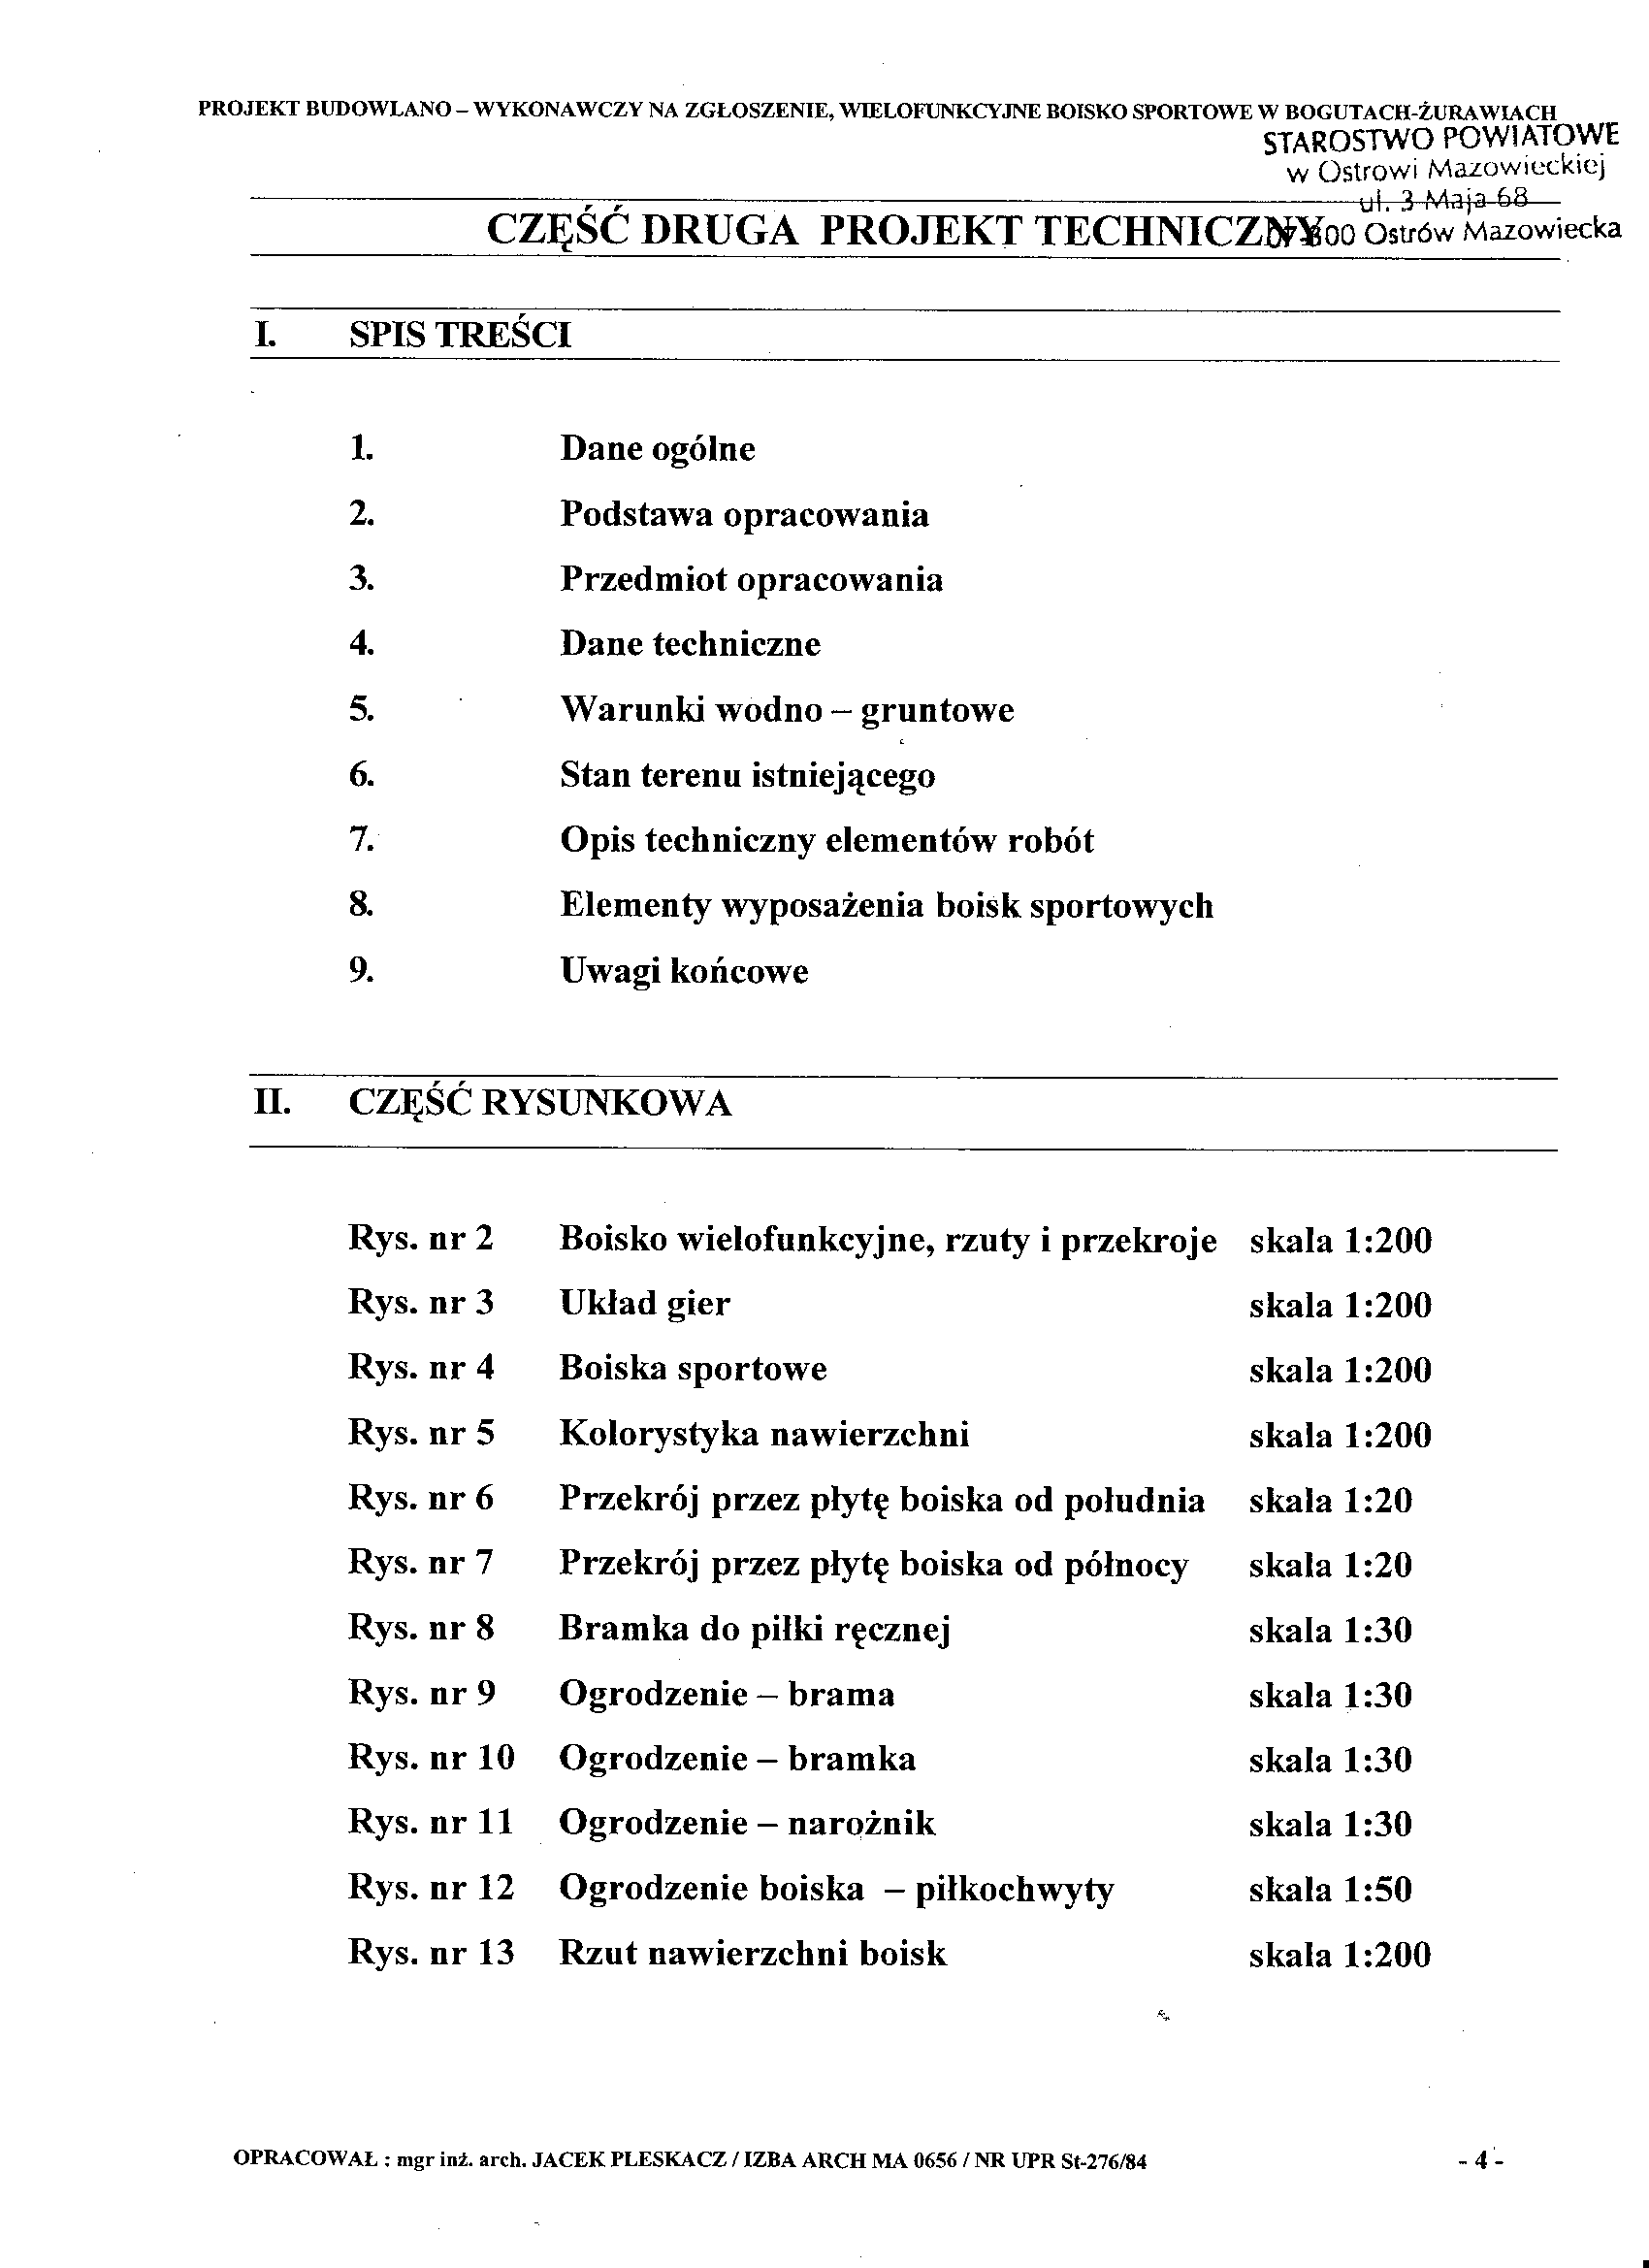 PROJEKT BUDOWLANO – WYKONAWCZY NA ZGŁOSZENIE, WIELOFUNKCYJNE BOISKO SPORTOWE W BOGUTACH-ŻURAWIACH
STAROSTWO POWIATOWE
w Ostrowi Mazowieckiej
ul. 3 Maja 68
CZĘŚĆ DRUGA PROJEKT TECHNICZNY
Ostrów Mazowiecka
I. SPIS TREŚCI
1. Dane ogólne
2. Podstawa opracowania
3. Przedmiot opracowania
4. Dane techniczne
5. Warunki wodno – gruntowe
6. Stan terenu istniejącego
7. Opis techniczny elementów robót
8. Elementy wyposażenia boisk sportowych
9. Uwagi końcowe
II. CZĘŚĆ RYSUNKOWA
Rys. nr 2 Boisko wielofunkcyjne, rzuty i przekroje skala 1:200
Rys. nr 3 Układ gier skala 1:200
Rys. nr 4 Boiska sportowe skala 1:200
Rys. nr 5 Kolorystyka nawierzchni skala 1:200
Rys. nr 6 Przekrój przez płytę boiska od południa skala 1:20
Rys. nr 7 Przekrój przez płytę boiska od północy skala 1:20
Rys. nr 8 Bramka do piłki ręcznej skala 1:30
Rys. nr 9 Ogrodzenie – brama skala 1:30
Rys. nr 10 Ogrodzenie – bramka skala 1:30
Rys. nr 11 Ogrodzenie – narożnik skala 1:30
Rys. nr 12 Ogrodzenie boiska – piłkochwyty skala 1:50
Rys. nr 13 Rzut nawierzchni boisk skala 1:200
OPRACOWAŁ : mgr inż. arch. JACEK PLESKACZ / IZBA ARCH MA 0656 / NR UPR St-276/84 - 4 -